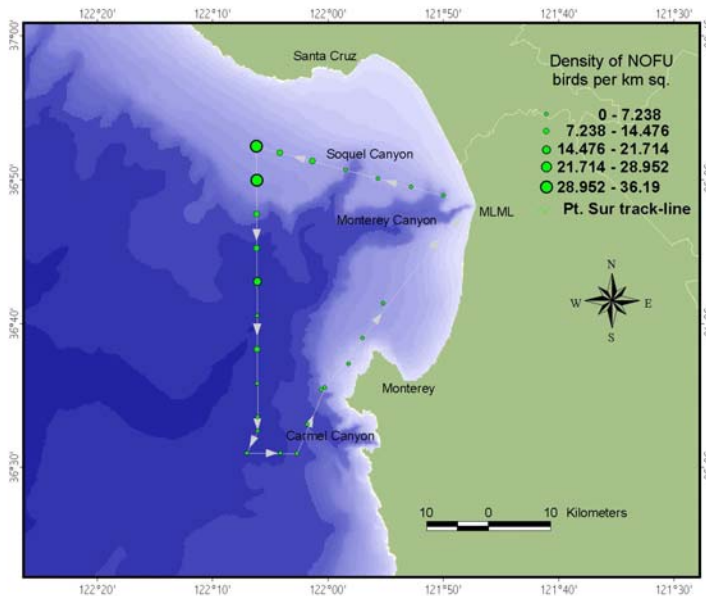 122°20' 122°10' 122°00' 121°50' 121°40' 121°30'
37°00'
Santa Cruz
Density of NOFU
birds per km sq.
0 - 7.238
7.238 - 14.476
14.476 - 21.714
21.714 - 28.952
28.952 - 36.19
Pt. Sur track-line
Soquel Canyon
36°50'
Monterey Canyon
MLML
N
W E
S
36°40'
Monterey
Carmel Canyon
36°30'
10 0 10 Kilometers
122°20' 122°10' 122°00' 121°50' 121°40' 121°30'